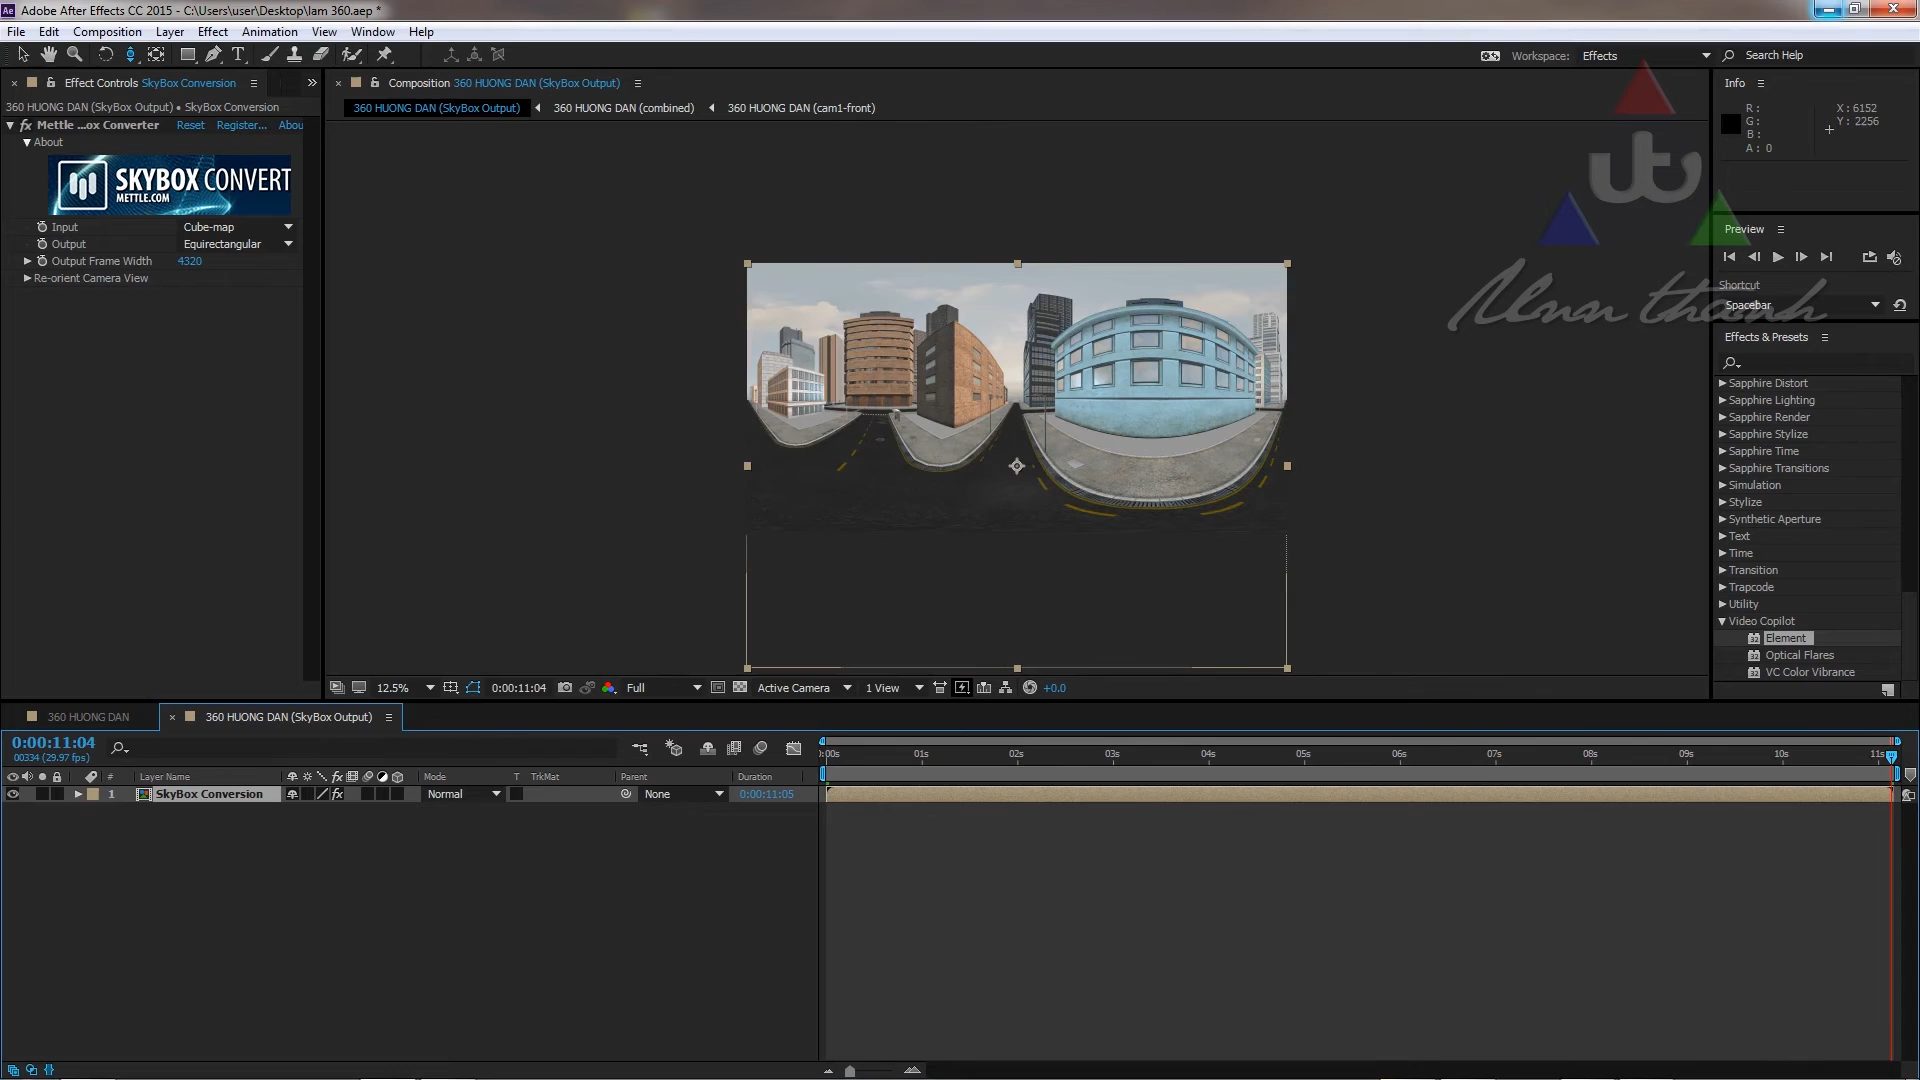 Adobe After Effects CC 2015 - C:\Users\user\Desktop\lam 360.aep *
File Edit Composition Layer Effect Animation View Window Help
Workspace: Effects Search Help
Effect Controls SkyBox Conversion
360 HUONG DAN (SkyBox Output) • SkyBox Conversion
fx Mettle ...ox Converter Reset Register... Abou
About
SKYBOX CONVERT
METTLE.COM
Input Cube-map
Output Equirectangular
Output Frame Width 4320
Re-orient Camera View
Composition 360 HUONG DAN (SkyBox Output)
360 HUONG DAN (SkyBox Output) 360 HUONG DAN (combined) 360 HUONG DAN (cam1-front)
12.5% 0:00:11:04 Full Active Camera 1 View +0.0
Info
R:
G:
B:
A: 0
X: 6152
Y: 2256
Preview
Shortcut
Spacebar
Effects & Presets
Sapphire Distort
Sapphire Lighting
Sapphire Render
Sapphire Stylize
Sapphire Time
Sapphire Transitions
Simulation
Stylize
Synthetic Aperture
Text
Time
Transition
Trapcode
Utility
Video Copilot
Element
Optical Flares
VC Color Vibrance
360 HUONG DAN 360 HUONG DAN (SkyBox Output)
0:00:11:04
00334 (29.97 fps)
# Layer Name Mode T TrkMat Parent Duration
1 SkyBox Conversion fx Normal None 0:00:11:05
:00s 01s 02s 03s 04s 05s 06s 07s 08s 09s 10s 11s